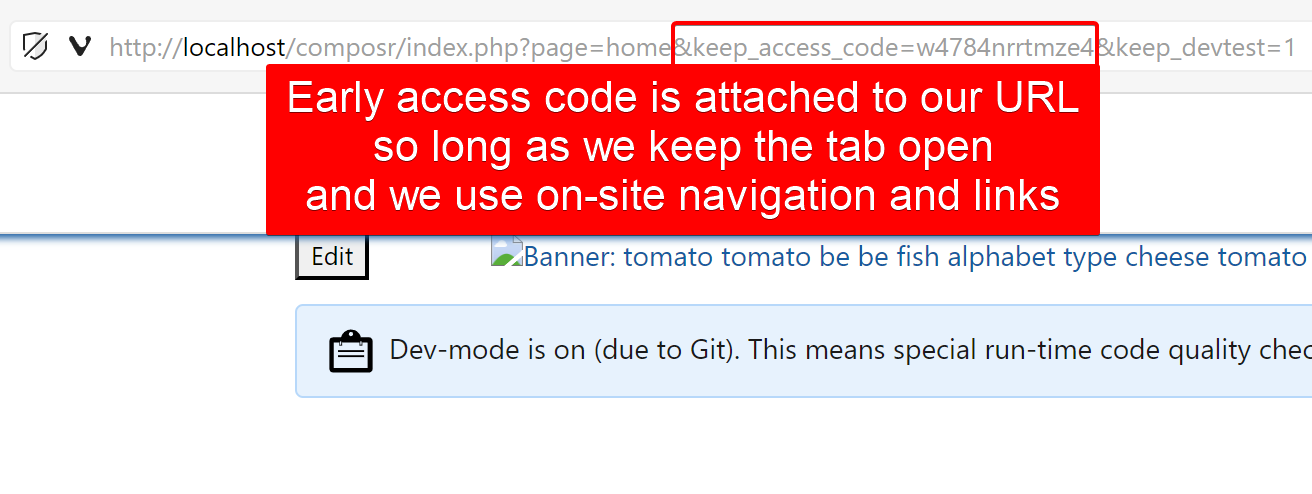 http://localhost/composr/index.php?page=home&keep_access_code=w4784nrrtmze4&keep_devtest=1
Early access code is attached to our URL
so long as we keep the tab open
and we use on-site navigation and links
Edit
Banner: tomato tomato be be fish alphabet type cheese tomato
Dev-mode is on (due to Git). This means special run-time code quality chec